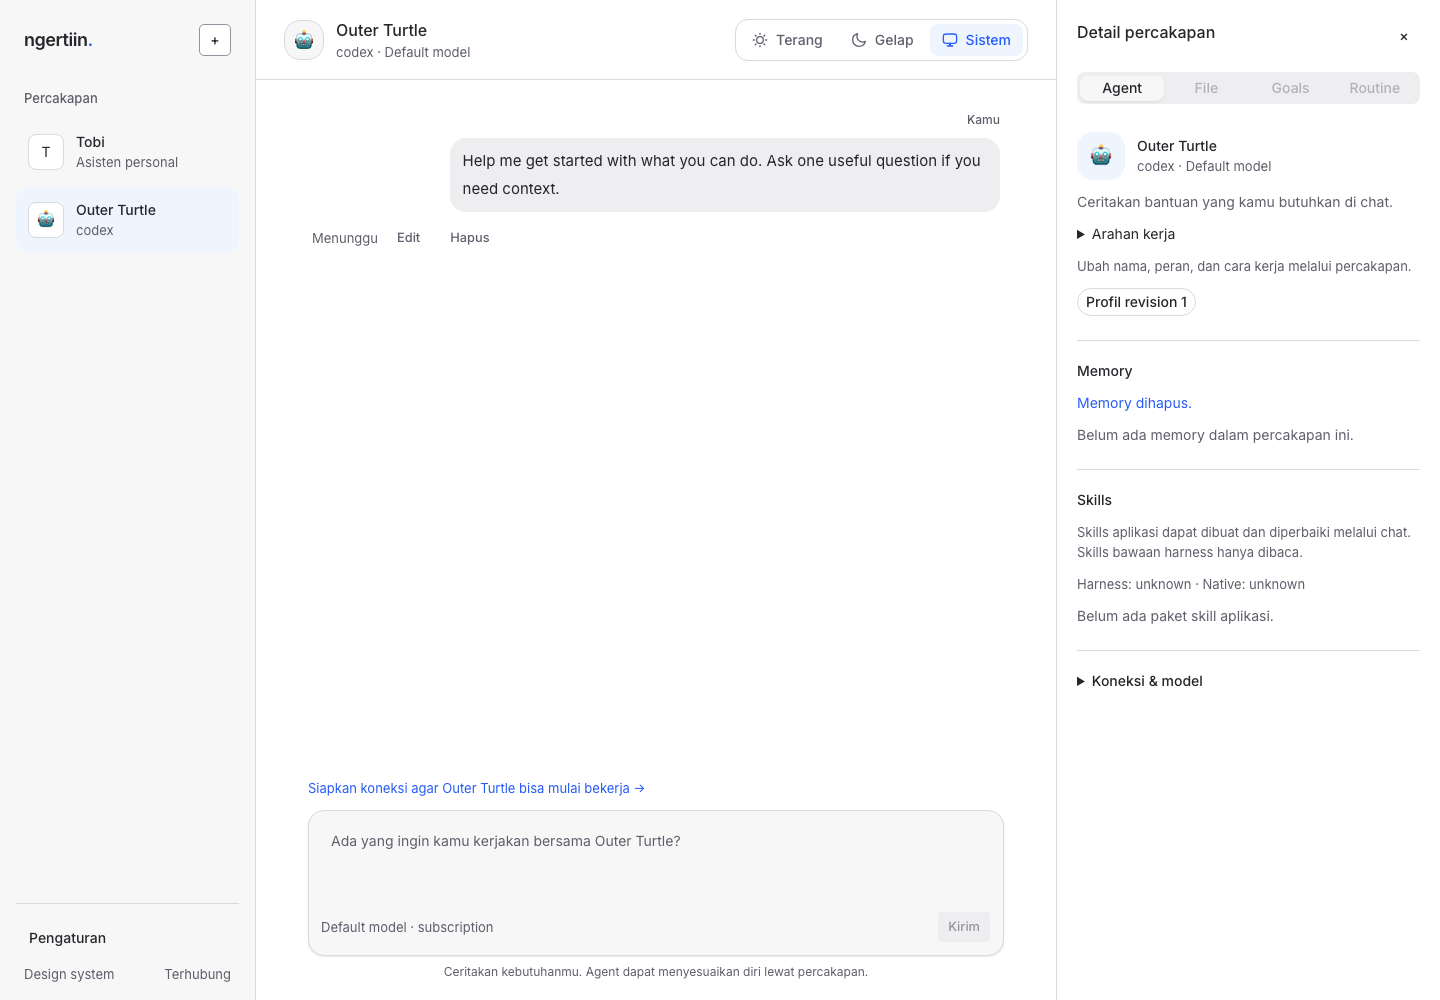 ngertiin.
+
Percakapan
T
Tobi
Asisten personal
Outer Turtle
codex
Pengaturan
Design system
Terhubung
Outer Turtle
codex · Default model
Terang
Gelap
Sistem
Kamu
Help me get started with what you can do. Ask one useful question if you
need context.
Menunggu
Edit
Hapus
Siapkan koneksi agar Outer Turtle bisa mulai bekerja →
Ada yang ingin kamu kerjakan bersama Outer Turtle?
Default model · subscription
Kirim
Ceritakan kebutuhanmu. Agent dapat menyesuaikan diri lewat percakapan.
Detail percakapan
×
Agent
File
Goals
Routine
Outer Turtle
codex · Default model
Ceritakan bantuan yang kamu butuhkan di chat.
Arahan kerja
Ubah nama, peran, dan cara kerja melalui percakapan.
Profil revision 1
Memory
Memory dihapus.
Belum ada memory dalam percakapan ini.
Skills
Skills aplikasi dapat dibuat dan diperbaiki melalui chat.
Skills bawaan harness hanya dibaca.
Harness: unknown · Native: unknown
Belum ada paket skill aplikasi.
Koneksi & model